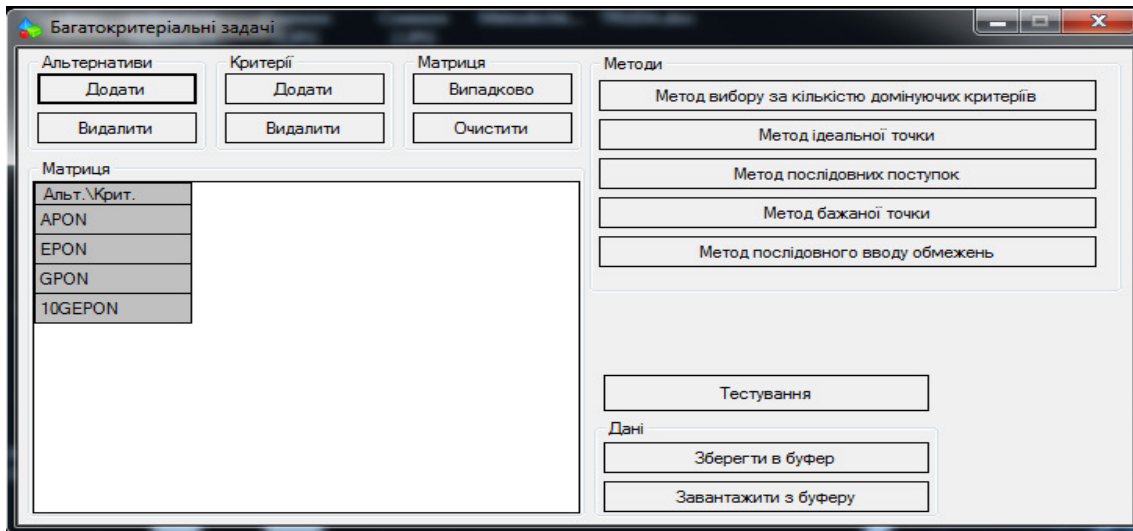 Багатокритеріальні задачі
Альтернативи
Додати
Видалити
Критерії
Додати
Видалити
Матриця
Випадково
Очистити
Матриця
Альт.\Крит.
APON
EPON
GPON
10GEPON
Методи
Метод вибору за кількістю домінуючих критеріїв
Метод ідеальної точки
Метод послідовних поступок
Метод бажаної точки
Метод послідовного вводу обмежень
Тестування
Дані
Зберегти в буфер
Завантажити з буферу